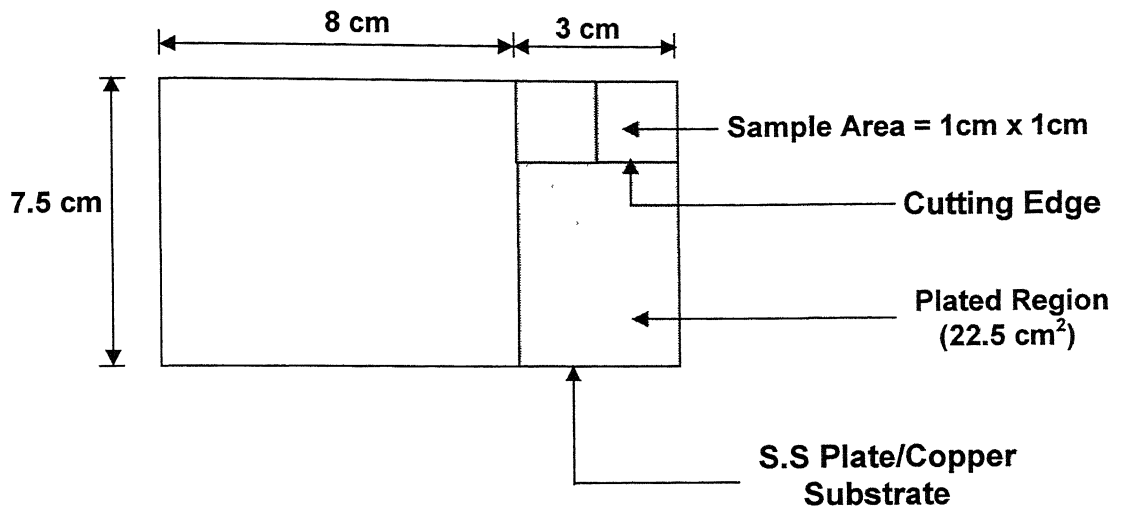 8 cm
3 cm
Sample Area = 1cm x 1cm
7.5 cm
Cutting Edge
Plated Region
(22.5 cm²)
S.S Plate/Copper
Substrate